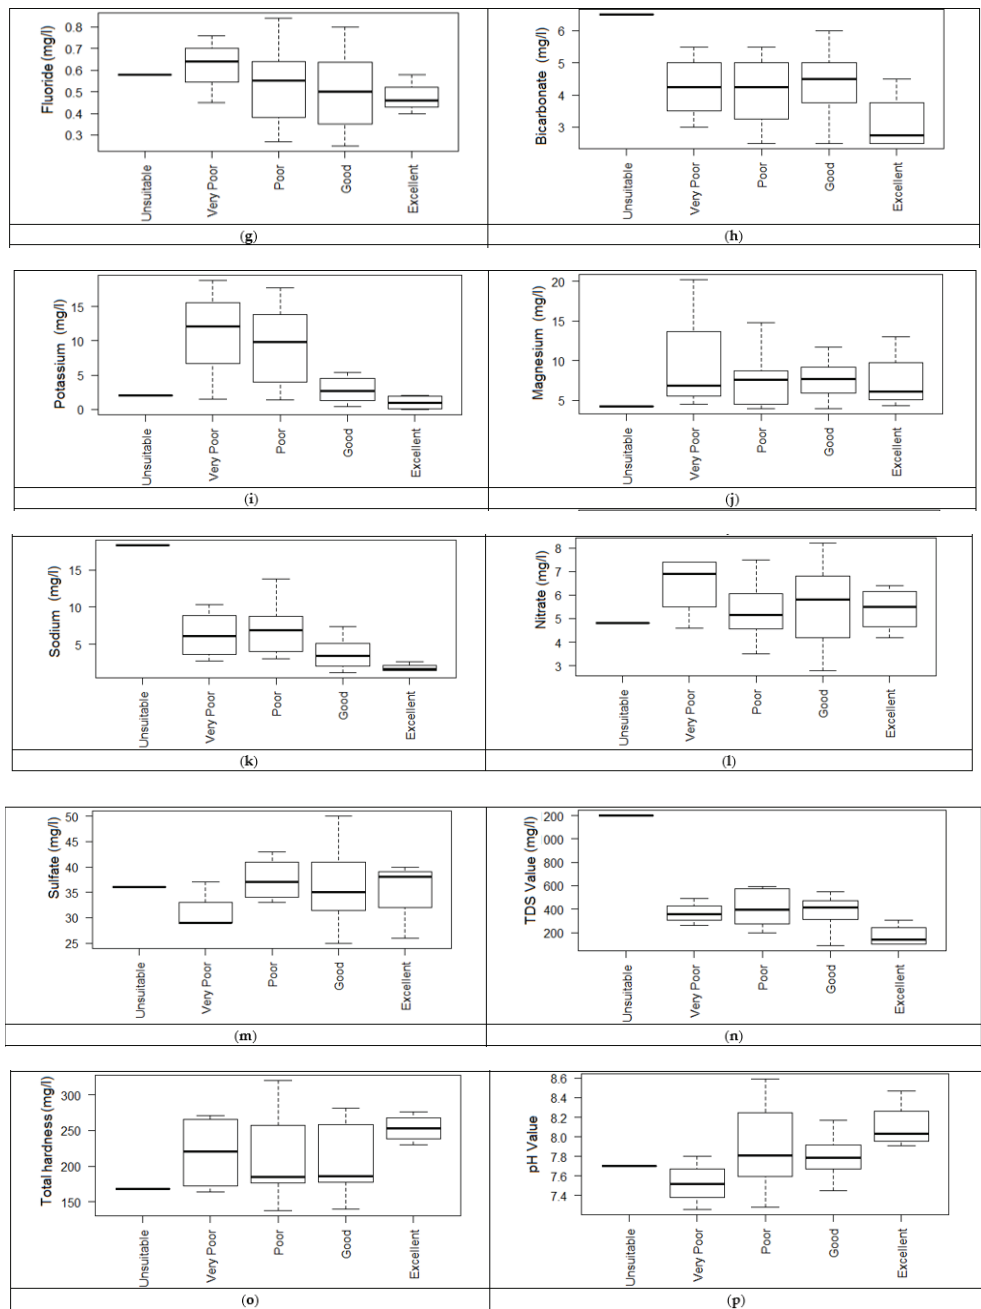 Fluoride (mg/l)
0.8
0.7
0.6
0.5
0.4
0.3
Unsuitable
Very Poor
Poor
Good
Excellent
(g)
Bicarbonate (mg/l)
6
5
4
3
Unsuitable
Very Poor
Poor
Good
Excellent
(h)
Potassium (mg/l)
15
10
5
0
Unsuitable
Very Poor
Poor
Good
Excellent
(i)
Magnesium (mg/l)
20
15
10
5
Unsuitable
Very Poor
Poor
Good
Excellent
(j)
Sodium (mg/l)
15
10
5
Unsuitable
Very Poor
Poor
Good
Excellent
(k)
Nitrate (mg/l)
8
7
6
5
4
3
Unsuitable
Very Poor
Poor
Good
Excellent
(l)
Sulfate (mg/l)
50
45
40
35
30
25
Unsuitable
Very Poor
Poor
Good
Excellent
(m)
TDS Value (mg/l)
200
000
800
600
400
200
Unsuitable
Very Poor
Poor
Good
Excellent
(n)
Total hardness (mg/l)
300
250
200
150
Unsuitable
Very Poor
Poor
Good
Excellent
(o)
pH Value
8.6
8.4
8.2
8.0
7.8
7.6
7.4
Unsuitable
Very Poor
Poor
Good
Excellent
(p)